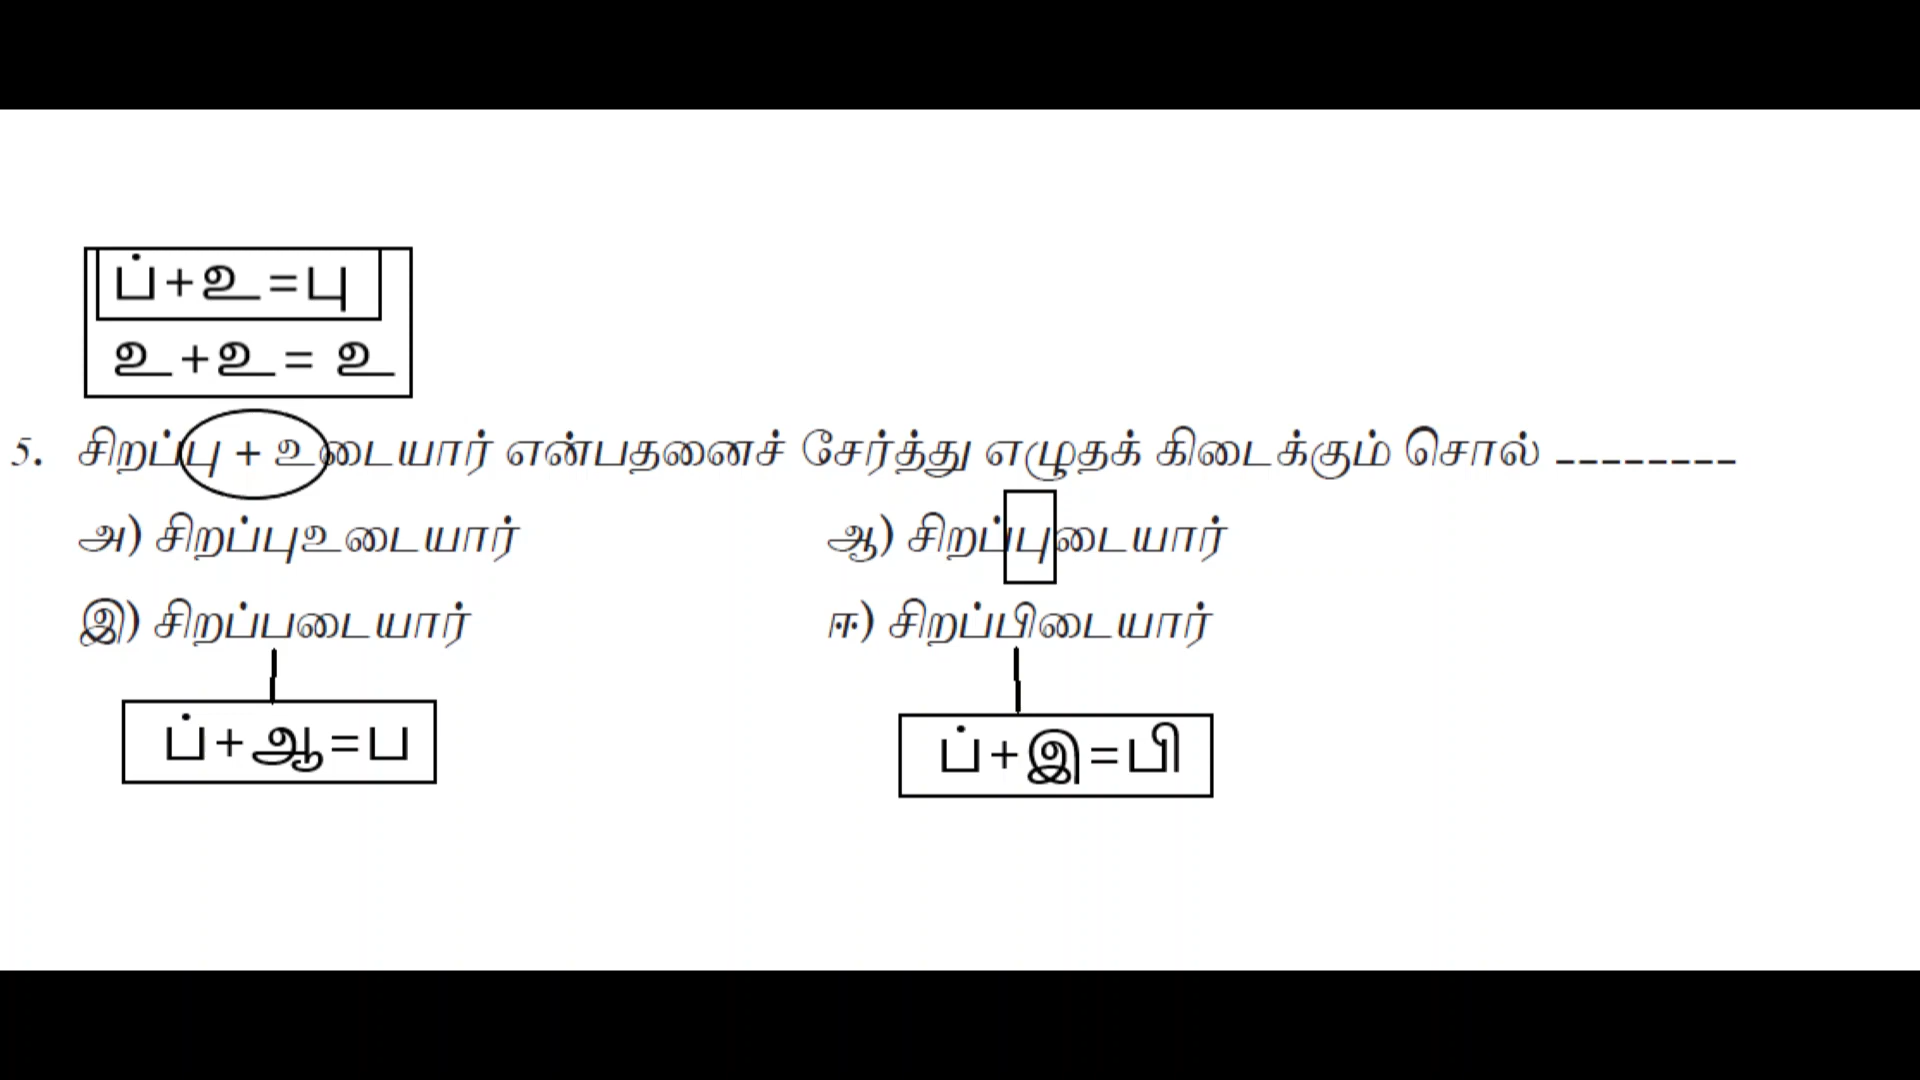 ப்+உ=பு
உ+உ= உ
5. சிறப்பு + உடையார் என்பதனைச் சேர்த்து எழுதக் கிடைக்கும் சொல் --------
அ) சிறப்புஉடையார் ஆ) சிறப்புடையார்
இ) சிறப்படையார் ஈ) சிறப்பிடையார்
ப்+ஆ=ப ப்+இ=பி